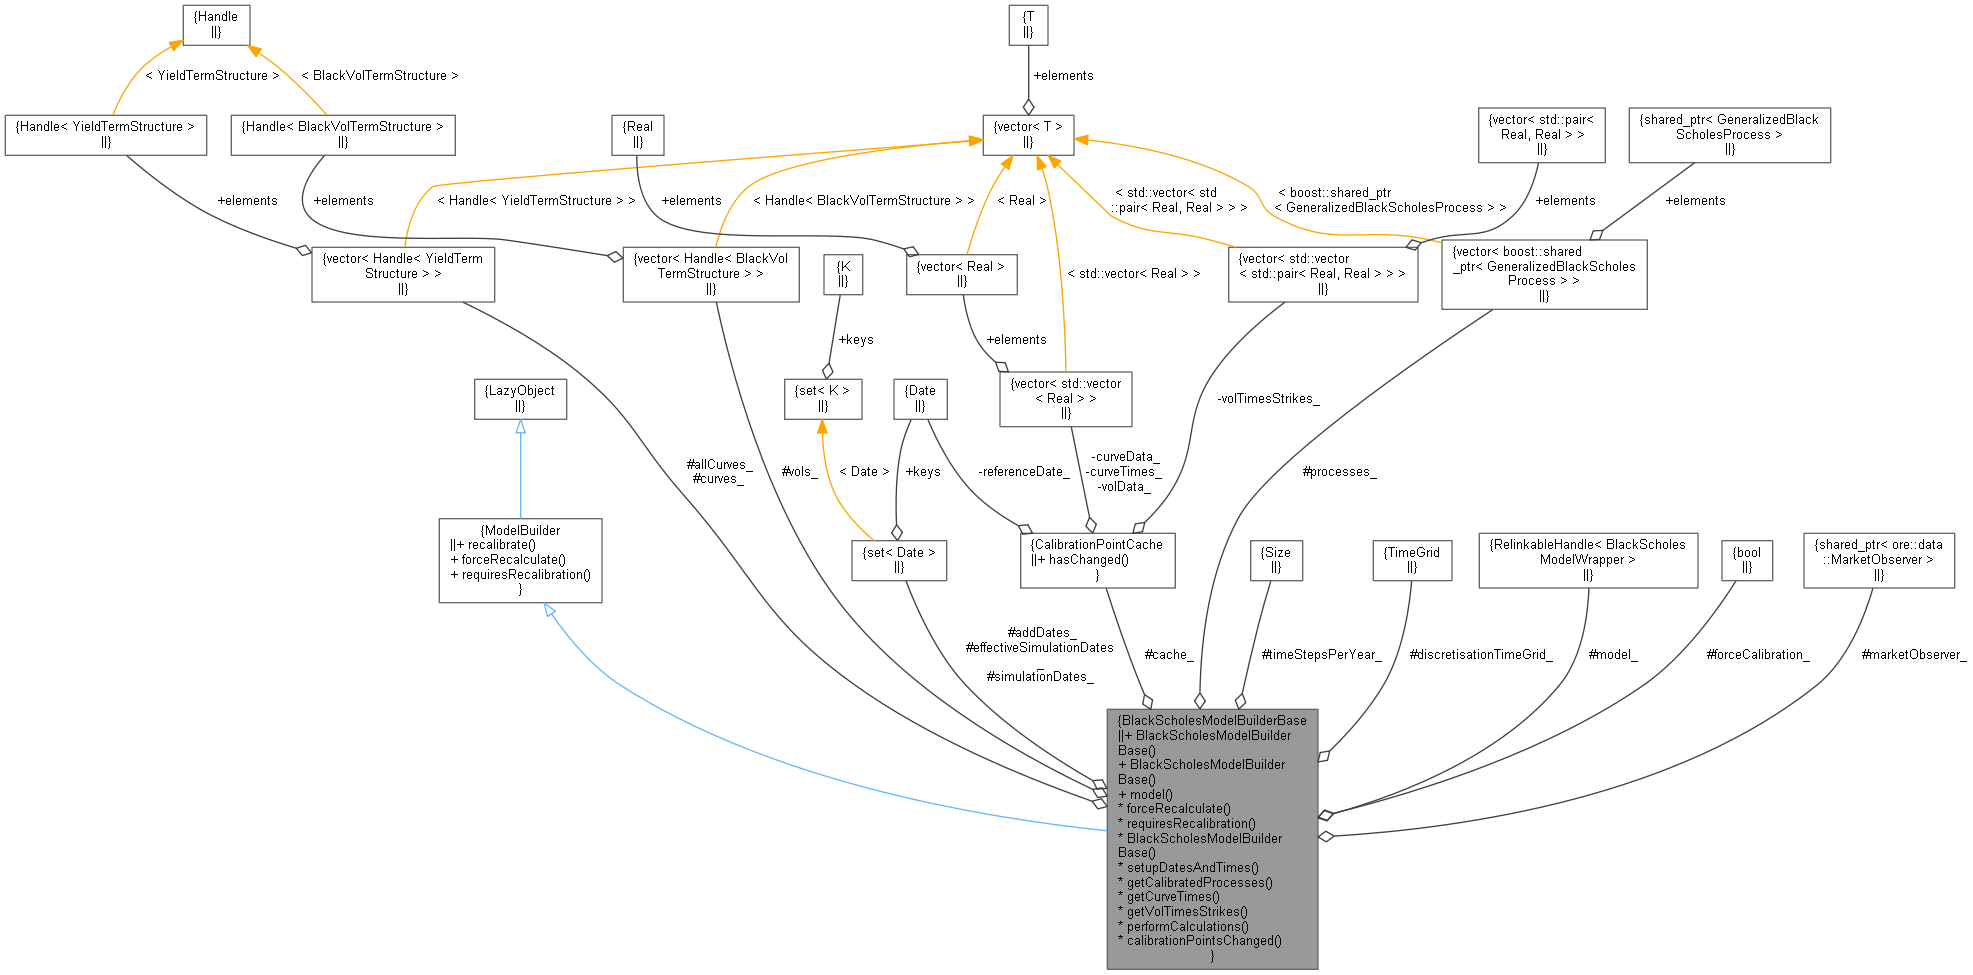 {Handle
||}
{T
||}
< YieldTermStructure >
< BlackVolTermStructure >
+elements
{Handle< YieldTermStructure >
||}
{Handle< BlackVolTermStructure >
||}
{Real
||}
{vector< T >
||}
{vector< std::pair<
Real, Real > >
||}
{shared_ptr< GeneralizedBlack
ScholesProcess >
||}
+elements
+elements
< Handle< YieldTermStructure > >
+elements
< Handle< BlackVolTermStructure > >
< Real >
< std::vector< std
::pair< Real, Real > > >
< boost::shared_ptr
< GeneralizedBlackScholesProcess > >
+elements
+elements
{vector< Handle< YieldTerm
Structure > >
||}
{vector< Handle< BlackVol
TermStructure > >
||}
{K
||}
{vector< Real >
||}
< std::vector< Real > >
{vector< std::vector
< std::pair< Real, Real > > >
||}
{vector< boost::shared
_ptr< GeneralizedBlackScholes
Process > >
||}
+keys
+elements
{LazyObject
||}
{set< K >
||}
{Date
||}
{vector< std::vector
< Real > >
||}
-volTimesStrikes_
#allCurves_
#curves_
#vols_
< Date >
+keys
-referenceDate_
-curveData_
-curveTimes_
-volData_
#processes_
{ModelBuilder
||+ recalibrate()
+ forceRecalculate()
+ requiresRecalibration()
}
{set< Date >
||}
{CalibrationPointCache
||+ hasChanged()
}
{Size
||}
{TimeGrid
||}
{RelinkableHandle< BlackScholes
ModelWrapper >
||}
{bool
||}
{shared_ptr< ore::data
::MarketObserver >
||}
#addDates_
#effectiveSimulationDates
_
#simulationDates_
#cache_
#timeStepsPerYear_
#discretisationTimeGrid_
#model_
#forceCalibration_
#marketObserver_
{BlackScholesModelBuilderBase
||+ BlackScholesModelBuilder
Base()
+ BlackScholesModelBuilder
Base()
+ model()
* forceRecalculate()
* requiresRecalibration()
* BlackScholesModelBuilder
Base()
* setupDatesAndTimes()
* getCalibratedProcesses()
* getCurveTimes()
* getVolTimesStrikes()
* performCalculations()
* calibrationPointsChanged()
}